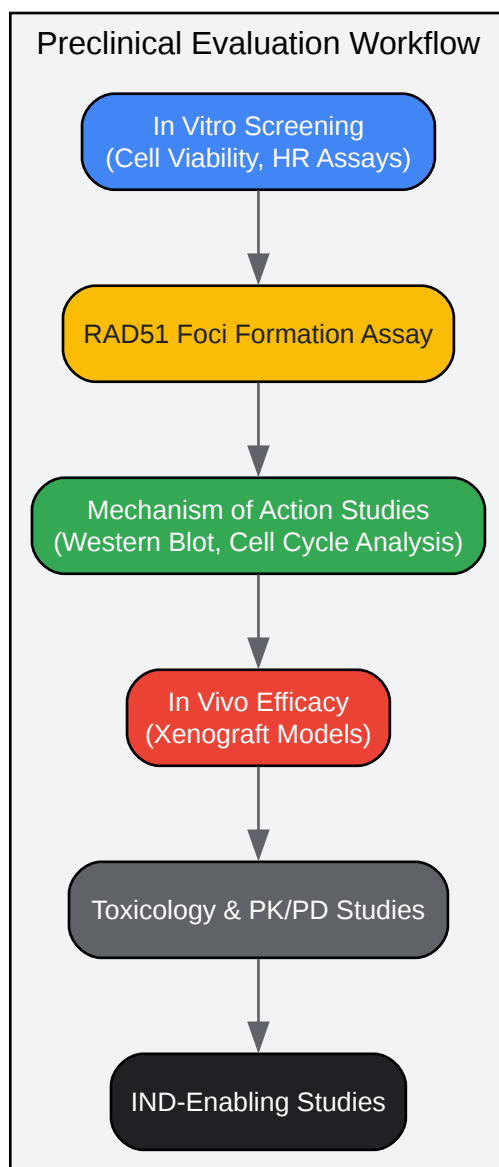 Preclinical Evaluation Workflow
In Vitro Screening
(Cell Viability, HR Assays)
RAD51 Foci Formation Assay
Mechanism of Action Studies
(Western Blot, Cell Cycle Analysis)
In Vivo Efficacy
(Xenograft Models)
Toxicology & PK/PD Studies
IND-Enabling Studies